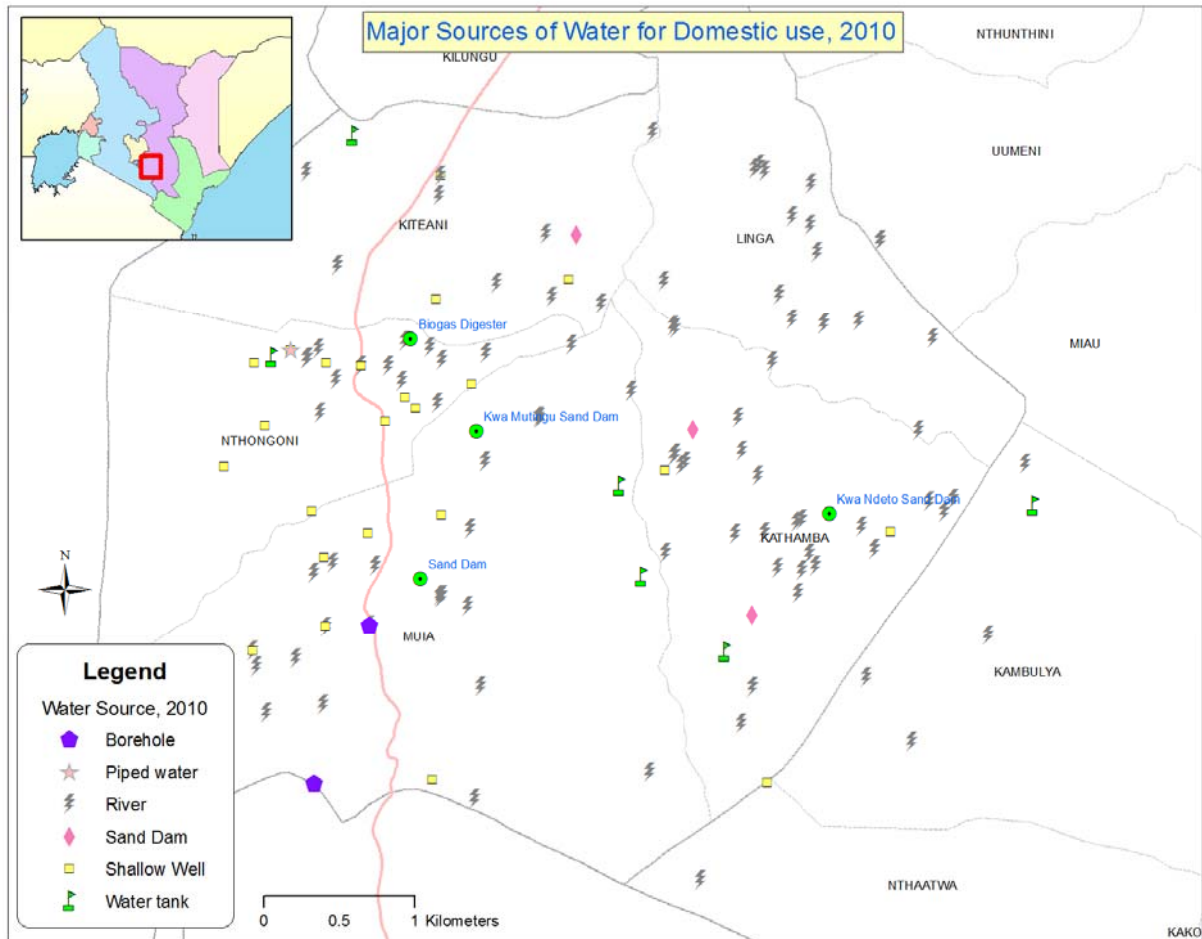 Major Sources of Water for Domestic use, 2010
NTHUNTHINI
KILUNGU
UUMENI
KITEANI
LINGA
Biogas Digester
MIAU
Kwa Mutiagu Sand Dam
NTHONGONI
Kwa Ndeto Sand Dam
KATHAMBA
N
Sand Dam
MUIA
KAMBULYA
Legend
Water Source, 2010
Borehole
Piped water
River
Sand Dam
Shallow Well
Water tank
0 0.5 1 Kilometers
NTHAATWA
KAKO